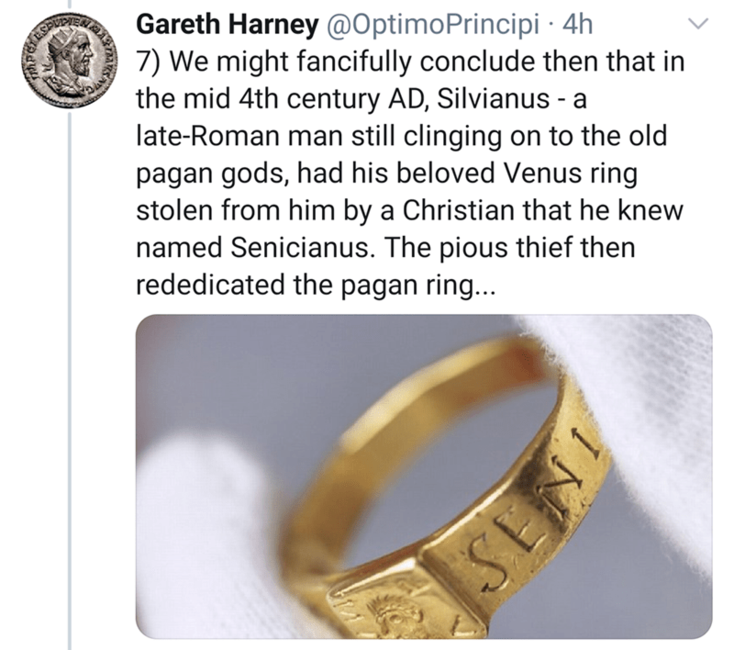 Gareth Harney @OptimoPrincipi · 4h
7) We might fancifully conclude then that in
the mid 4th century AD, Silvianus - a
late-Roman man still clinging on to the old
pagan gods, had his beloved Venus ring
stolen from him by a Christian that he knew
named Senicianus. The pious thief then
rededicated the pagan ring...
SENI